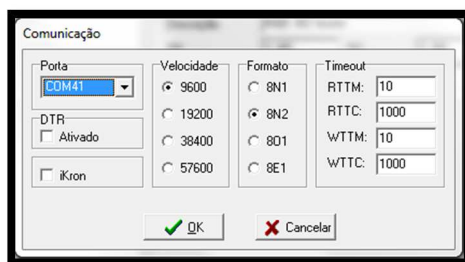 Comunicação
Porta
COM41
DTR
Ativado
iKron
Velocidade
9600
19200
38400
57600
Formato
8N1
8N2
8O1
8E1
Timeout
RTTM: 10
RTTC: 1000
WTTM: 10
WTTC: 1000
OK
Cancelar